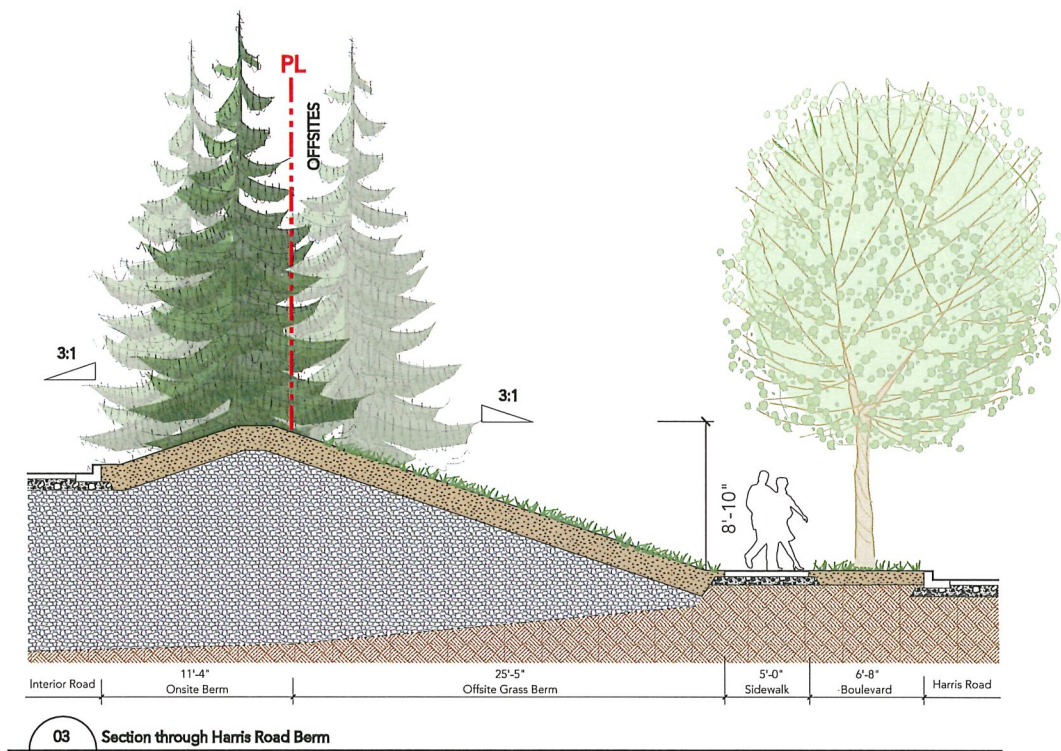 PL
OFFSITES
3:1
3:1
8'-10"
11'-4"
25'-5"
5'-0"
6'-8"
Interior Road
Onsite Berm
Offsite Grass Berm
Sidewalk
Boulevard
Harris Road
03 Section through Harris Road Berm